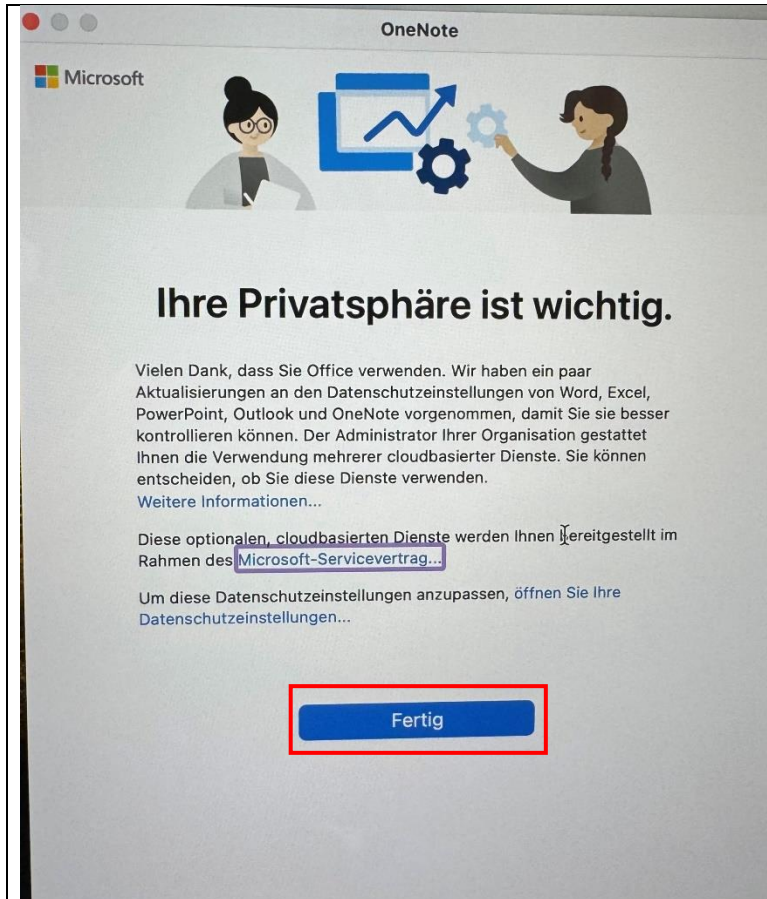 OneNote
Microsoft
Ihre Privatsphäre ist wichtig.
Vielen Dank, dass Sie Office verwenden. Wir haben ein paar
Aktualisierungen an den Datenschutzeinstellungen von Word, Excel,
PowerPoint, Outlook und OneNote vorgenommen, damit Sie sie besser
kontrollieren können. Der Administrator Ihrer Organisation gestattet
Ihnen die Verwendung mehrerer cloudbasierter Dienste. Sie können
entscheiden, ob Sie diese Dienste verwenden.
Weitere Informationen...
Diese optionalen, cloudbasierten Dienste werden Ihnen bereitgestellt im
Rahmen des Microsoft-Servicevertrag...
Um diese Datenschutzeinstellungen anzupassen, öffnen Sie Ihre
Datenschutzeinstellungen...
Fertig